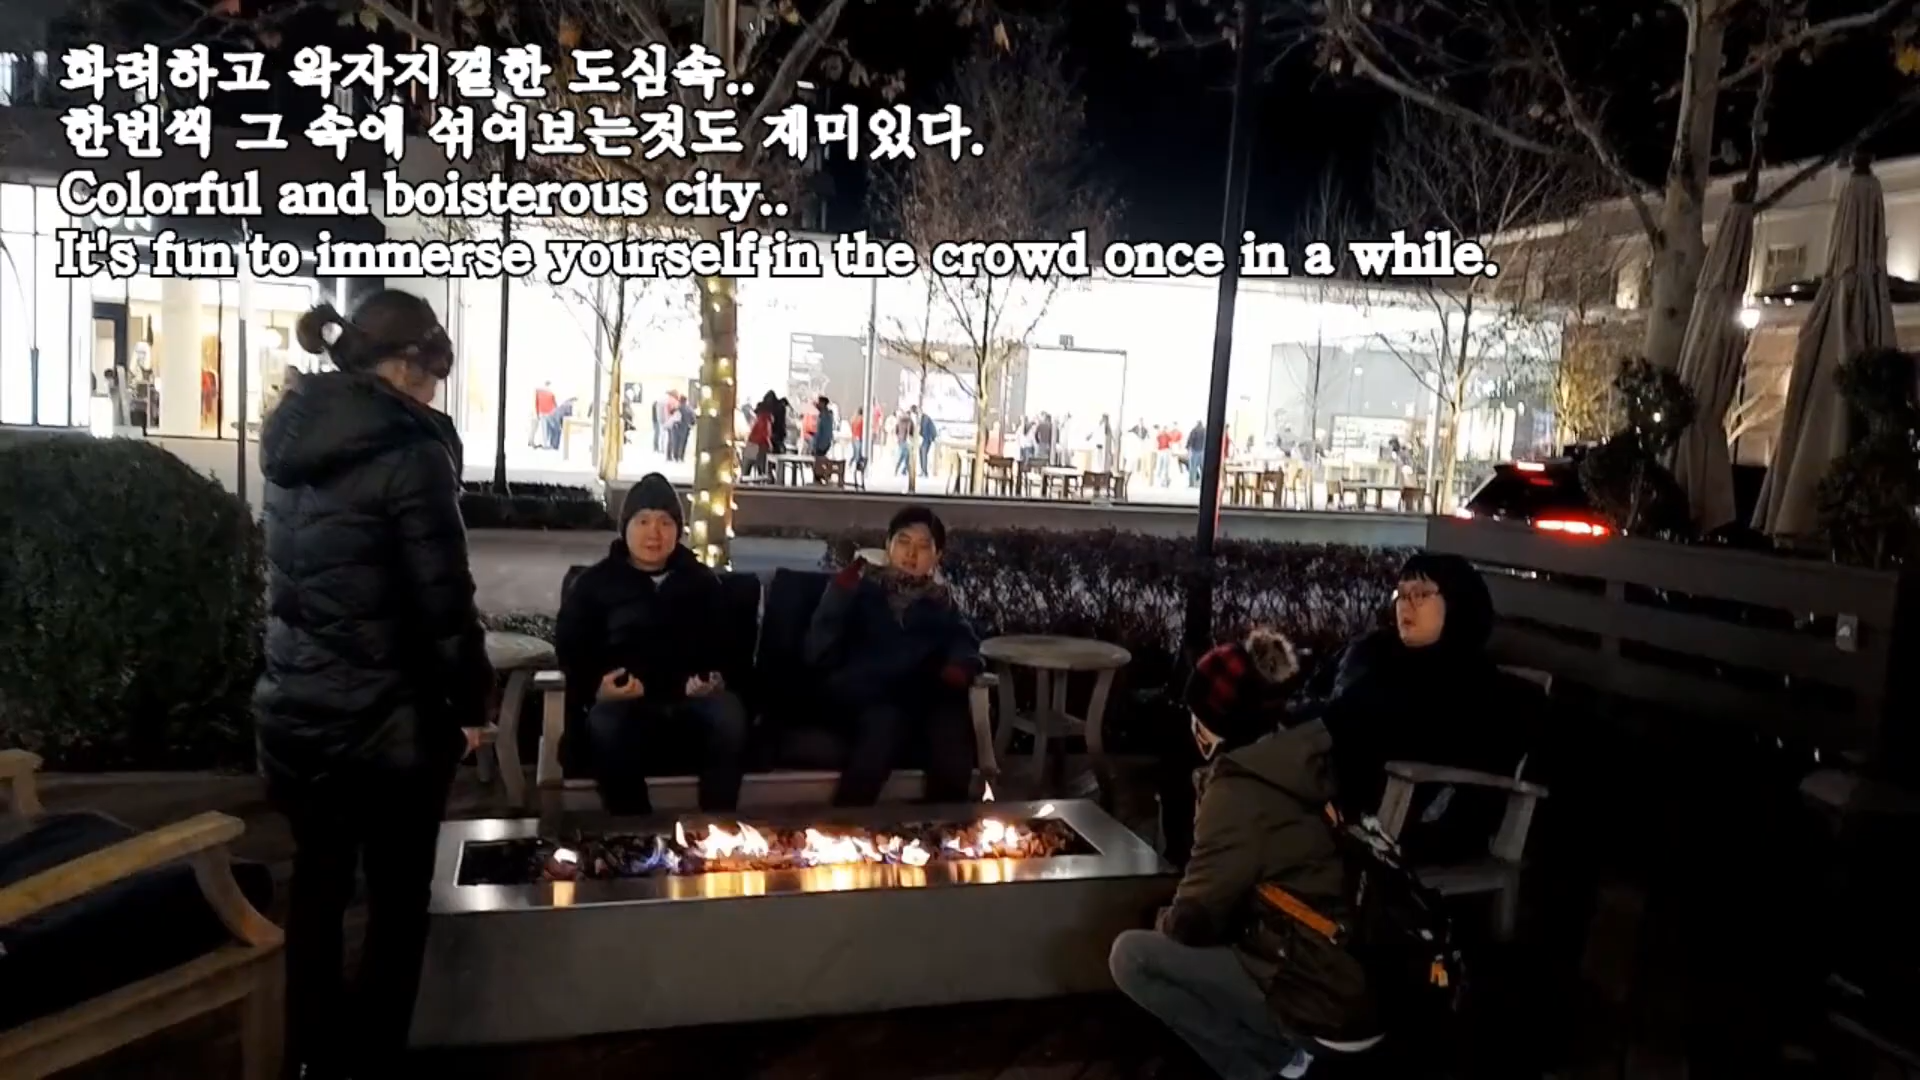 화려하고 왁자지껄한 도심속..
한번씩 그 속에 섞여보는것도 재미있다.
Colorful and boisterous city..
It's fun to immerse yourself in the crowd once in a while.